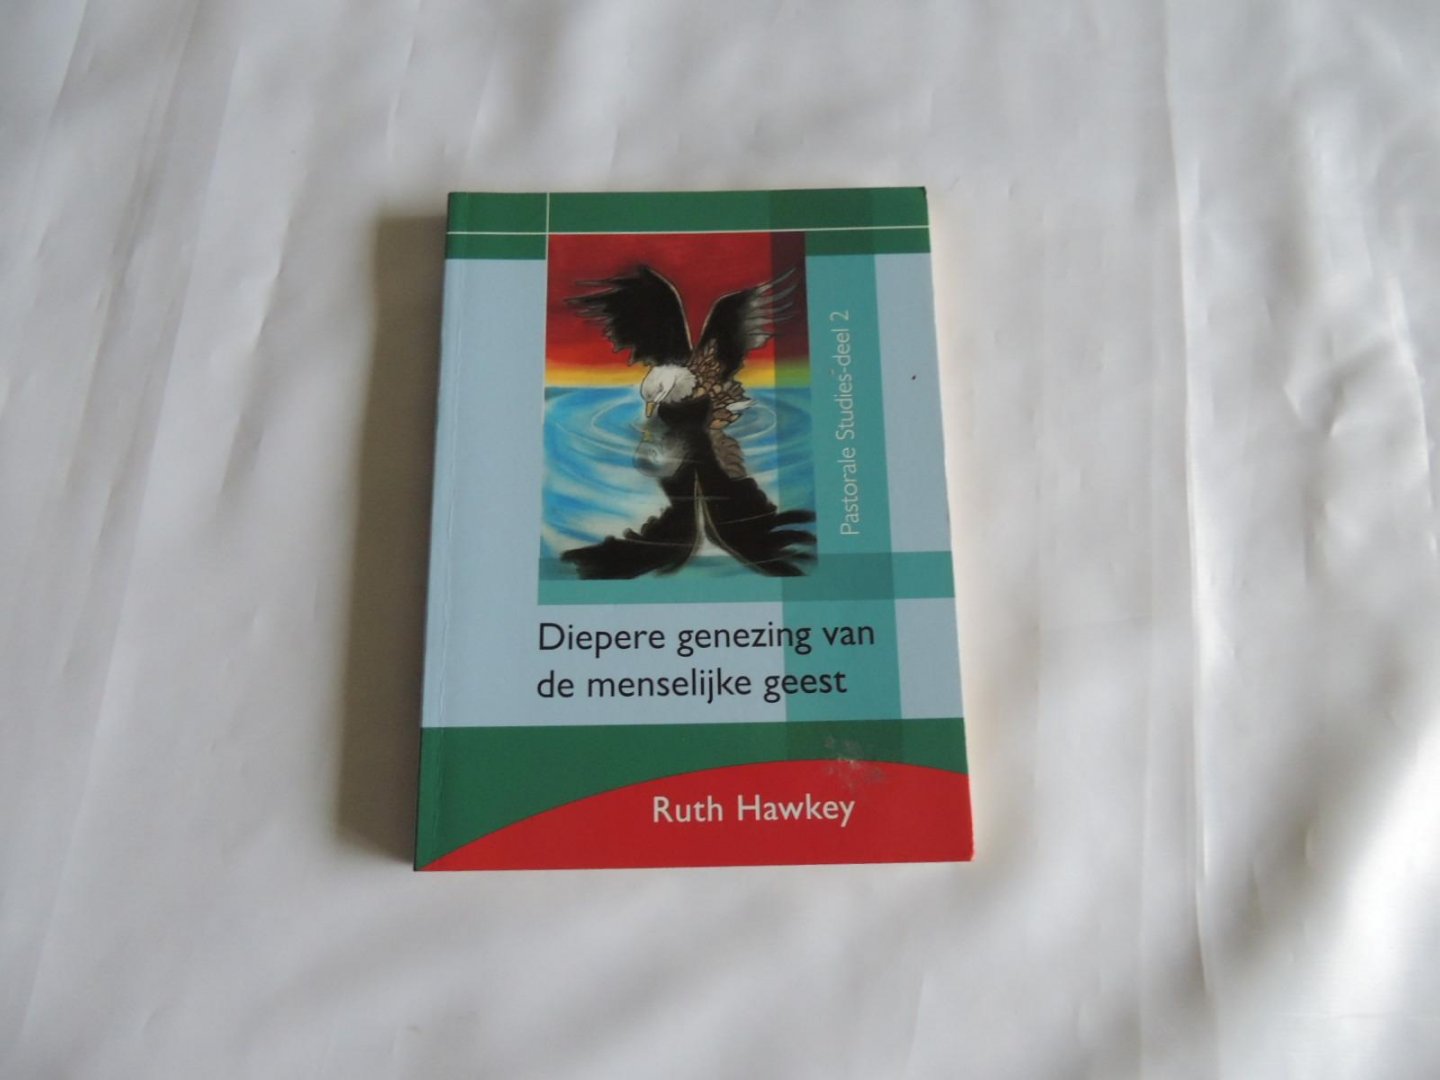 Pastorale Studies-deel 2
Diepere genezing van
de menselijke geest
Ruth Hawkey